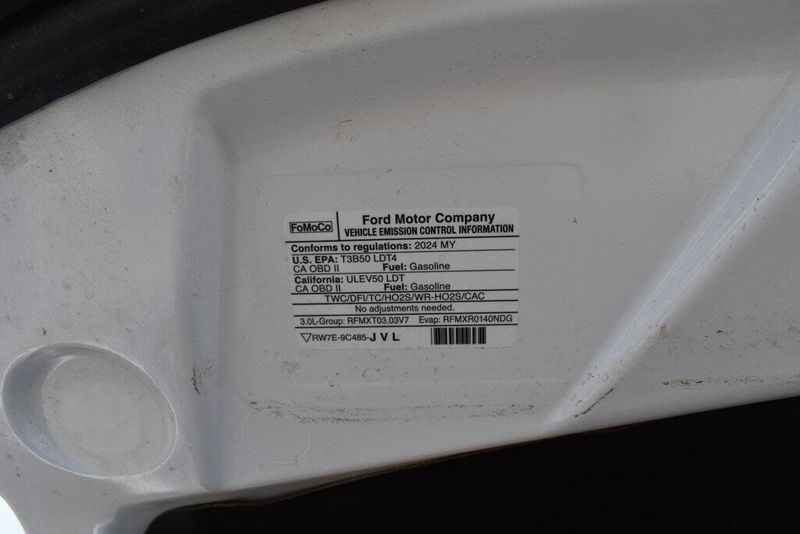 FoMoCo
Ford Motor Company
VEHICLE EMISSION CONTROL INFORMATION
Conforms to regulations: 2024 MY
U.S. EPA: T3B50 LDT4
CA OBD II Fuel: Gasoline
California: ULEV50 LDT
CA OBD II Fuel: Gasoline
TWC/DFI/TC/HO2S/WR-HO2S/CAC
No adjustments needed.
3.0L-Group: RFMXT03.03V7 Evap: RFMXR0140NDG
RW7E-9C485-J V L